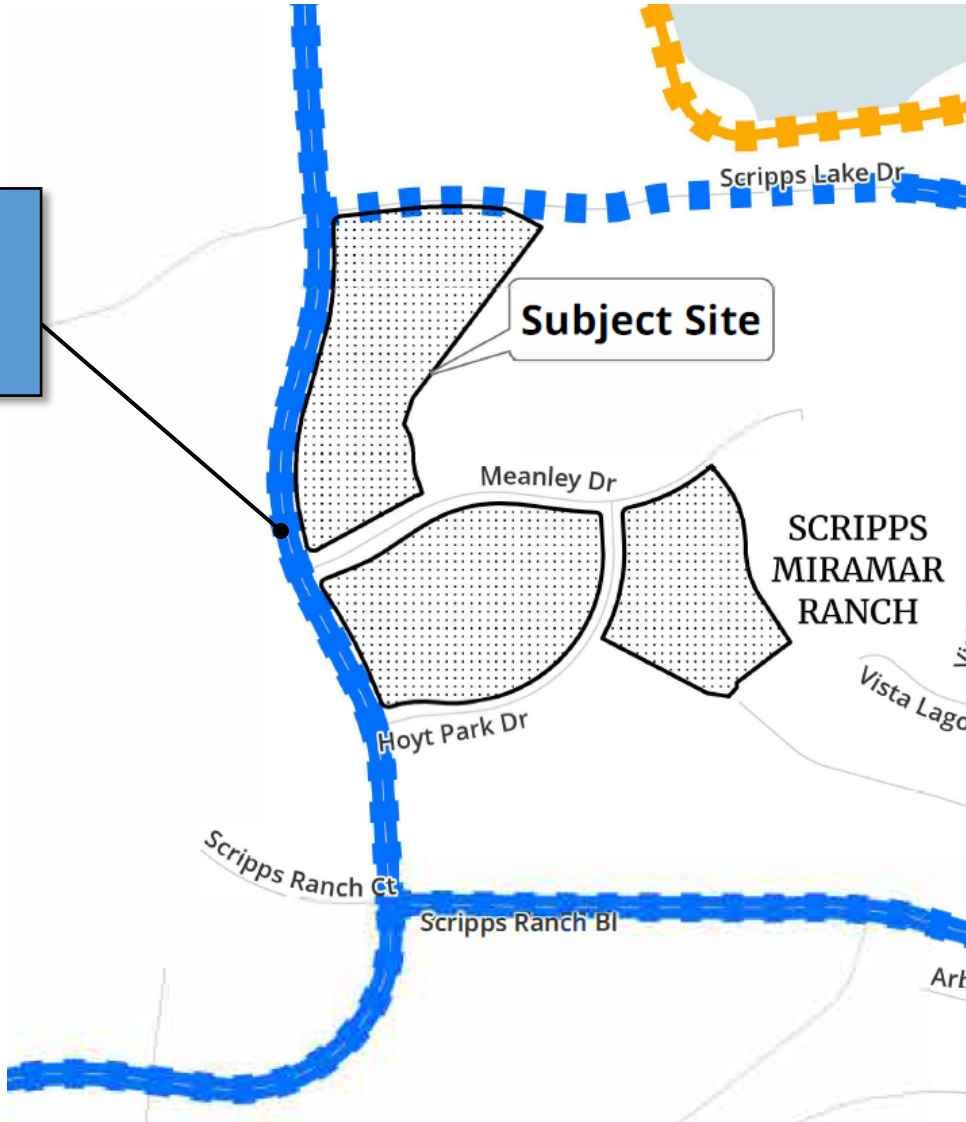 Scripps Lake Dr
Subject Site
Meanley Dr
SCRIPPS
MIRAMAR
RANCH
Vista Lago
Hoyt Park Dr
Scripps Ranch Ct
Scripps Ranch Bl